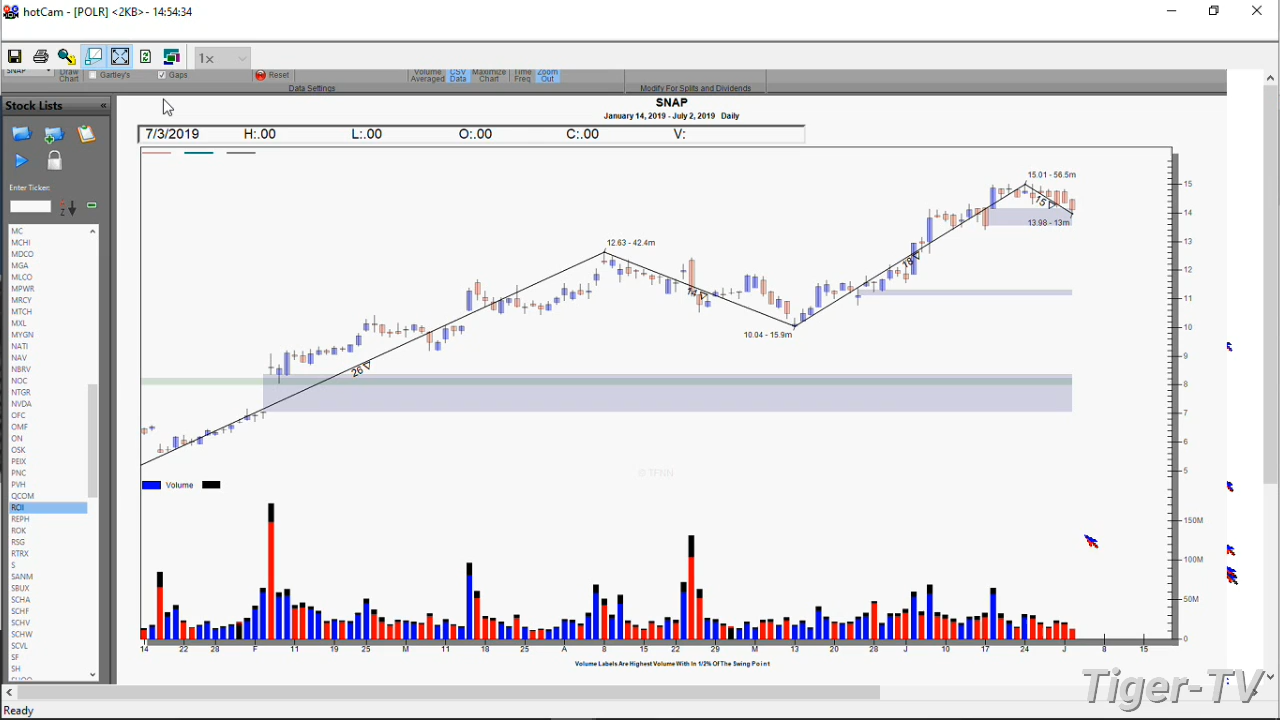 hotCam - [POLR] <2KB> - 14:54:34
1x
SNAP
Draw Chart
Gartley's
Gaps
Reset
Data Settings
Volume Averaged
CSV Data
Maximize Chart
Time Freq
Zoom Out
Modify For Splits and Dividends
Stock Lists
«
Enter Ticker:
MC
MCHI
MDCO
MGA
MLCO
MPWR
MRCY
MTCH
MXL
MYGN
NATI
NAV
NBRV
NOC
NTGR
NVDA
OFC
OMF
ON
OSK
PEIX
PNC
PVH
QCOM
ROI
REPH
ROK
RSG
RTRX
S
SANM
SBUX
SCHA
SCHF
SCHV
SCHW
SCVL
SF
SH
SNAP
January 14, 2019 - July 2, 2019 Daily
7/3/2019 H:.00 L:.00 O:.00 C:.00 V:
15.01 - 56.5m
15
13.98 - 13m
12.63 - 42.4m
14
10.04 - 15.9m
18
26
15
14
13
12
11
10
9
8
7
6
5
© TFNN
Volume
150M
100M
50M
0
14 22 28 F 11 18 25 M 11 18 25 A 8 15 22 29 M 13 20 28 J 10 17 24 J 8 15
Volume Labels Are Highest Volume With In 1/2% Of The Swing Point
Tiger-TV
Ready